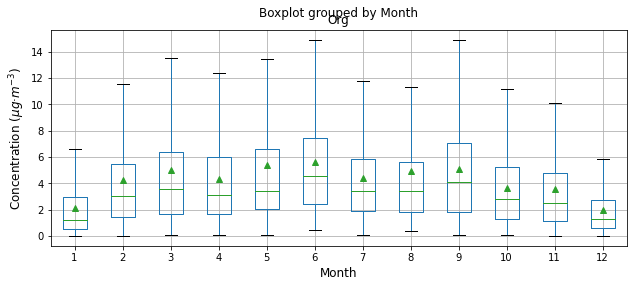 Boxplot grouped by Month
Org
Concentration (μg·m⁻³)
14
12
10
8
6
4
2
0
1 2 3 4 5 6 7 8 9 10 11 12
Month